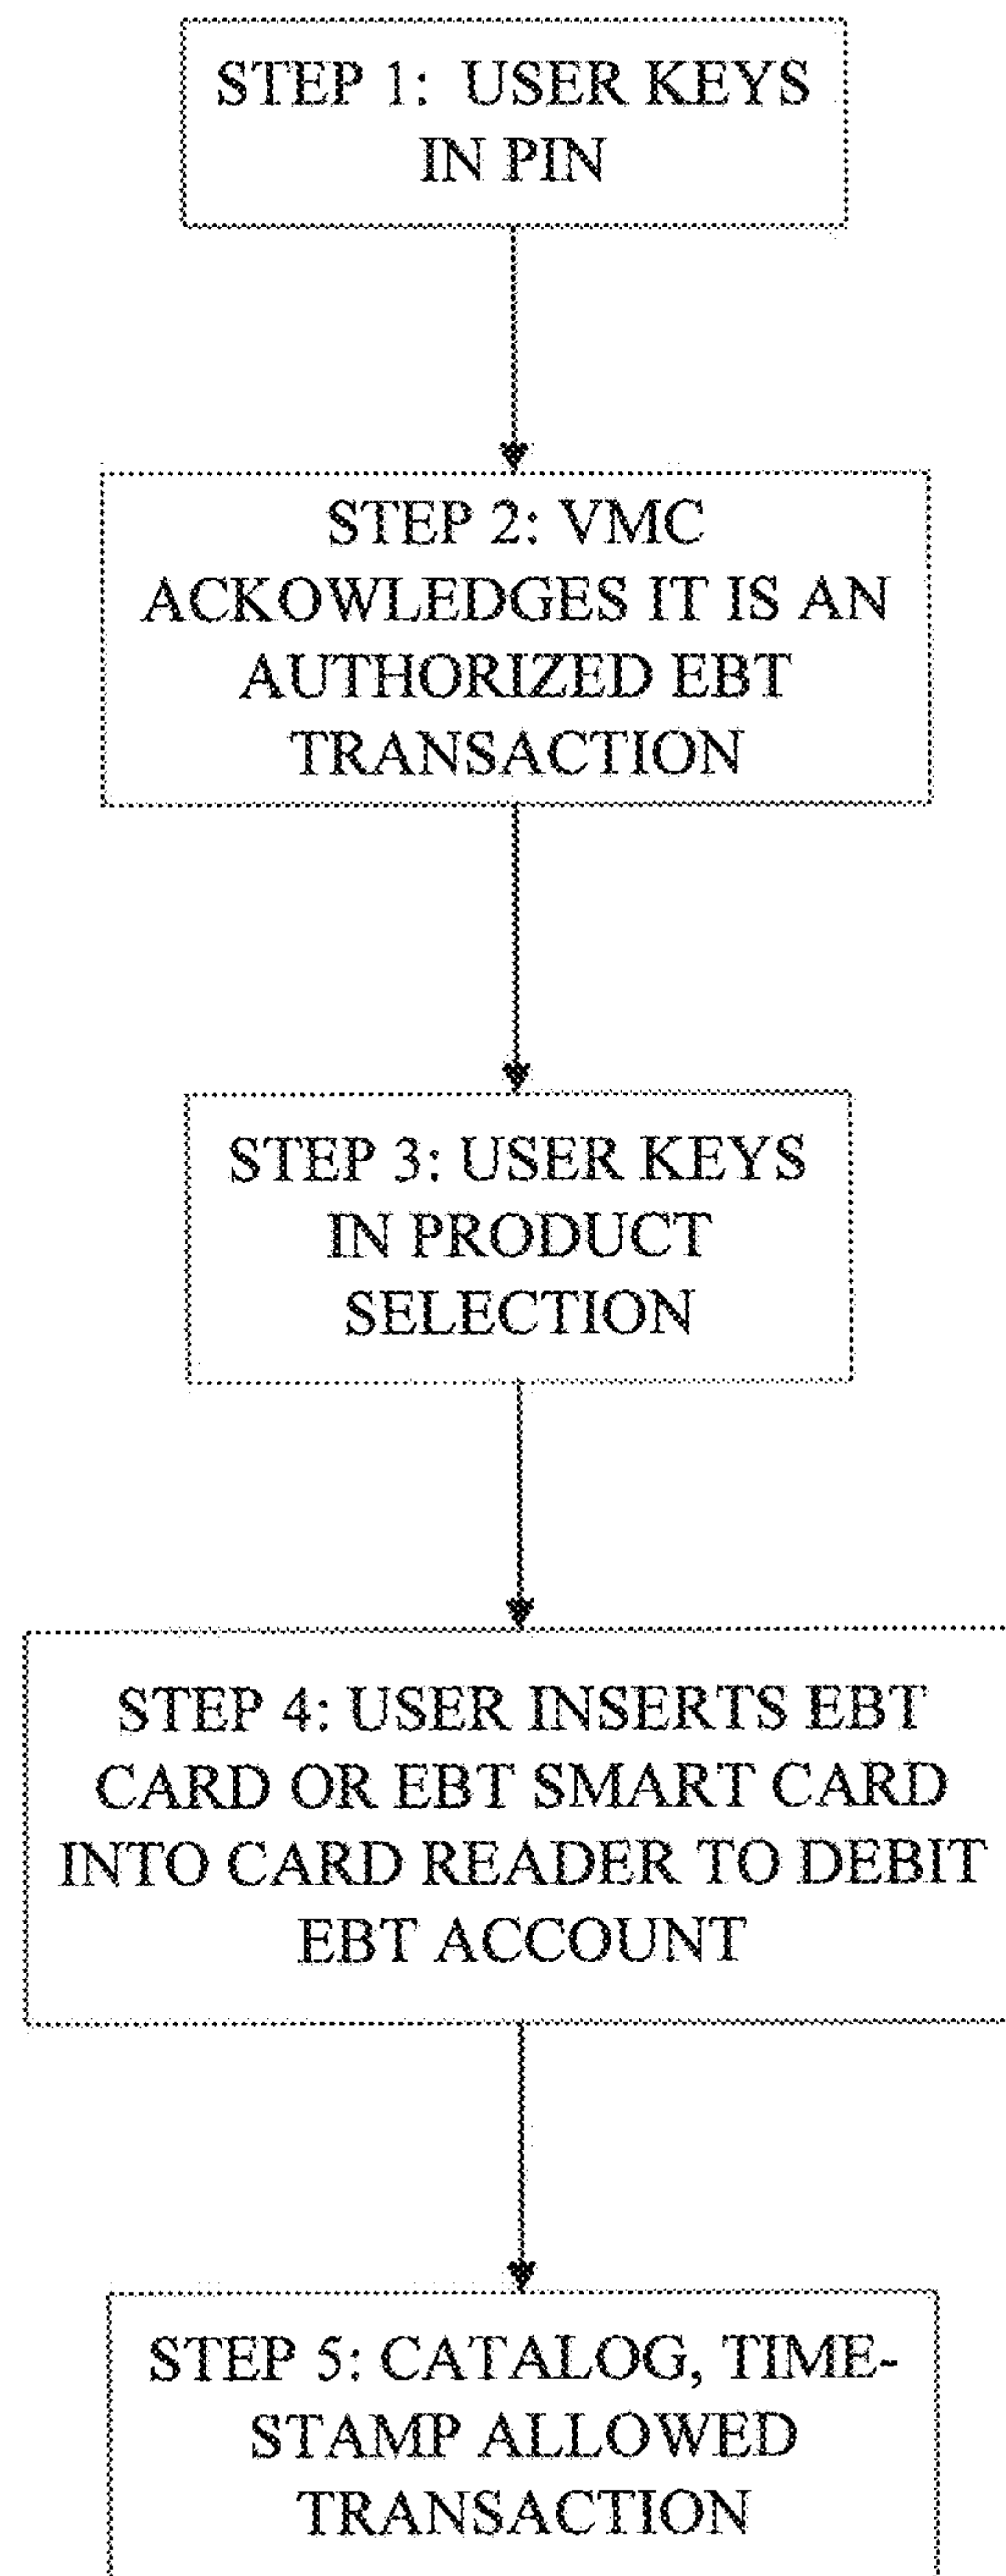 STEP 1: USER KEYS
IN PIN
STEP 2: VMC
ACKOWLEDGES IT IS AN
AUTHORIZED EBT
TRANSACTION
STEP 3: USER KEYS
IN PRODUCT
SELECTION
STEP 4: USER INSERTS EBT
CARD OR EBT SMART CARD
INTO CARD READER TO DEBIT
EBT ACCOUNT
STEP 5: CATALOG, TIME-
STAMP ALLOWED
TRANSACTION